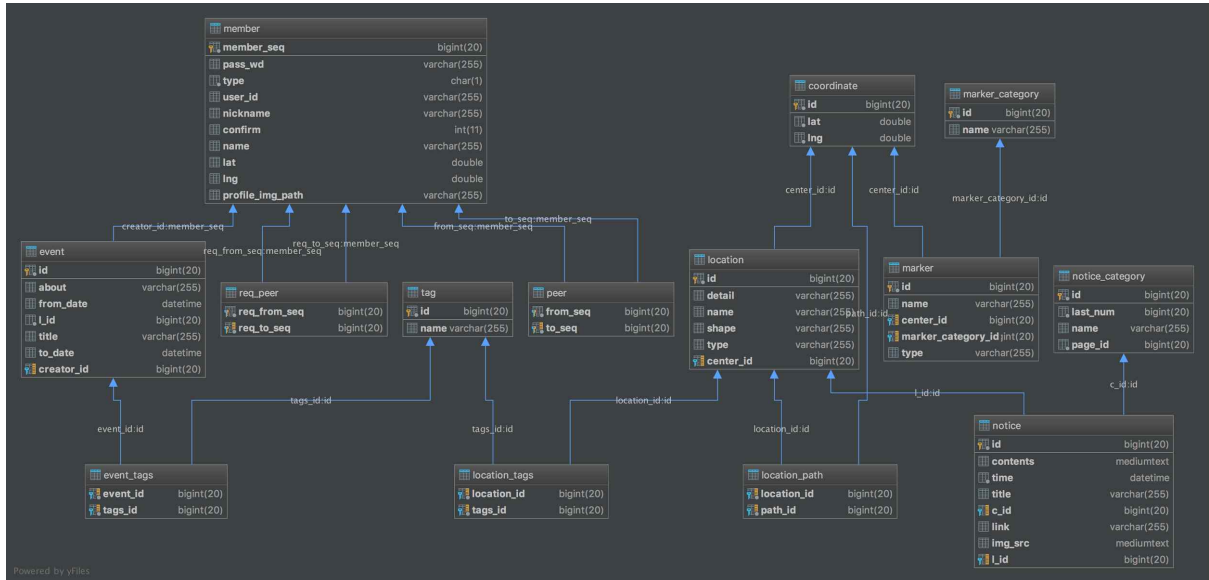 member
member_seq bigint(20)
pass_wd varchar(255)
type char(1)
user_id varchar(255)
nickname varchar(255)
confirm int(11)
name varchar(255)
lat double
lng double
profile_img_path varchar(255)
coordinate
id bigint(20)
lat double
lng double
marker_category
id bigint(20)
name varchar(255)
center_id:id
center_id:id
marker_category_id:id
creator_id:member_seq
req_from_seq:member_seq
req_to_seq:member_seq
from_seq:member_seq
to_seq:member_seq
event
id bigint(20)
about varchar(255)
from_date datetime
l_id bigint(20)
title varchar(255)
to_date datetime
creator_id bigint(20)
req_peer
req_from_seq bigint(20)
req_to_seq bigint(20)
tag
id bigint(20)
name varchar(255)
peer
from_seq bigint(20)
to_seq bigint(20)
location
id bigint(20)
detail varchar(255)
name varchar(255)
shape varchar(255)
type varchar(255)
center_id bigint(20)
path_id:id
marker
id bigint(20)
name varchar(255)
center_id bigint(20)
marker_category_id bigint(20)
type varchar(255)
notice_category
id bigint(20)
last_num bigint(20)
name varchar(255)
page_id bigint(20)
event_id:id
tags_id:id
tags_id:id
location_id:id
location_id:id
l_id:id
c_id:id
event_tags
event_id bigint(20)
tags_id bigint(20)
location_tags
location_id bigint(20)
tags_id bigint(20)
location_path
location_id bigint(20)
path_id bigint(20)
notice
id bigint(20)
contents mediumtext
time datetime
title varchar(255)
c_id bigint(20)
link varchar(255)
img_src mediumtext
l_id bigint(20)
Powered by yFiles